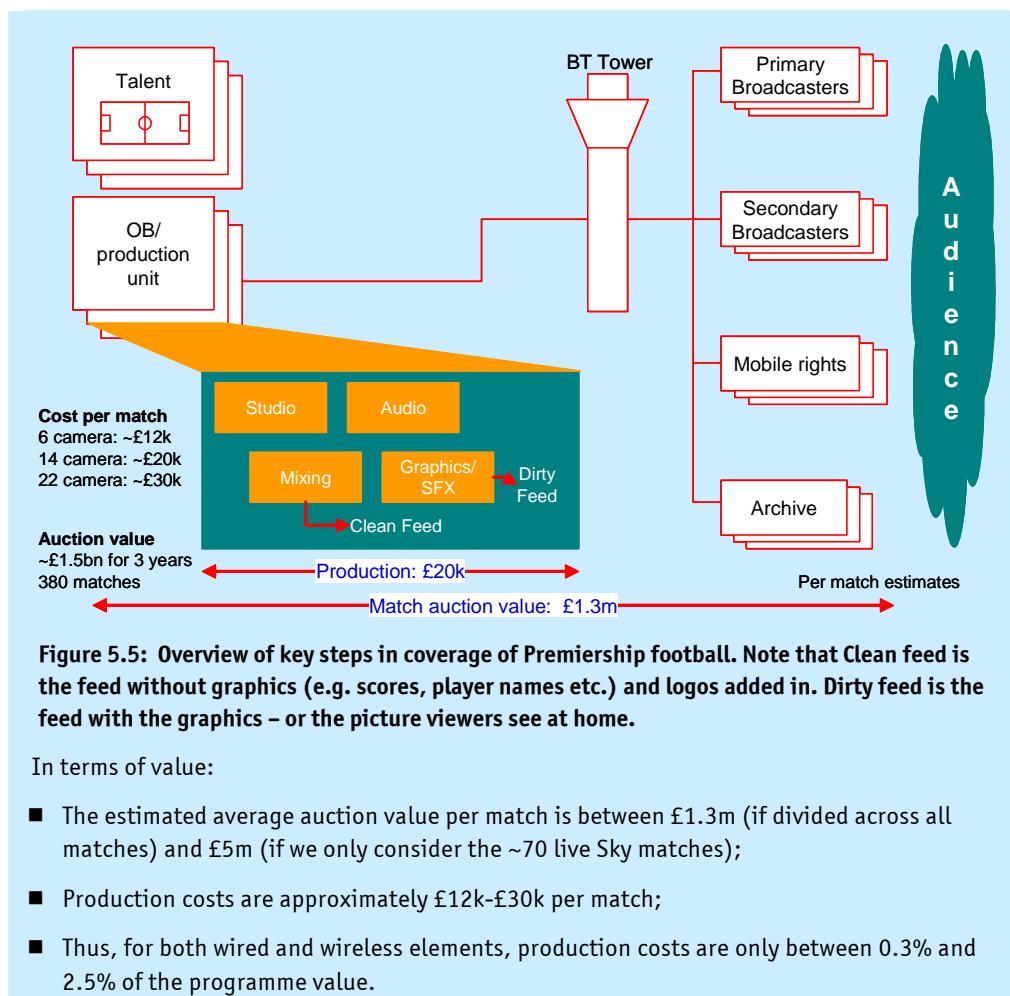 Talent
BT Tower
Primary
Broadcasters
OB/
production
unit
Secondary
Broadcasters
Mobile rights
Archive
A
u
d
i
e
n
c
e
Studio
Audio
Mixing
Graphics/
SFX
Dirty
Feed
Clean Feed
Cost per match
6 camera: ~£12k
14 camera: ~£20k
22 camera: ~£30k
Auction value
~£1.5bn for 3 years
380 matches
Production: £20k
Per match estimates
Match auction value: £1.3m
Figure 5.5: Overview of key steps in coverage of Premiership football. Note that Clean feed is
the feed without graphics (e.g. scores, player names etc.) and logos added in. Dirty feed is the
feed with the graphics – or the picture viewers see at home.
In terms of value:
■ The estimated average auction value per match is between £1.3m (if divided across all
matches) and £5m (if we only consider the ~70 live Sky matches);
■ Production costs are approximately £12k-£30k per match;
■ Thus, for both wired and wireless elements, production costs are only between 0.3% and
2.5% of the programme value.